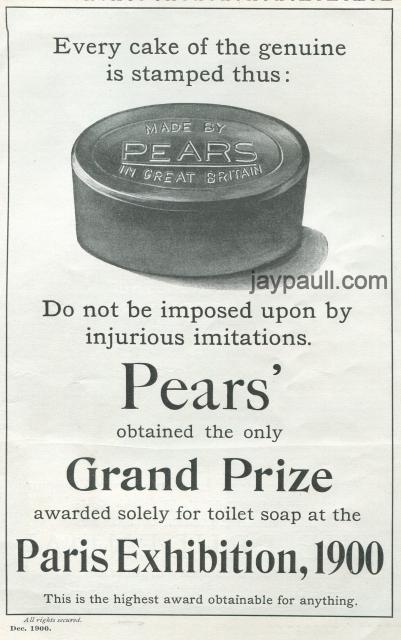 Every cake of the genuine
is stamped thus:
MADE BY
PEARS
IN GREAT BRITAIN
jaypaull.com
Do not be imposed upon by
injurious imitations.
Pears'
obtained the only
Grand Prize
awarded solely for toilet soap at the
Paris Exhibition, 1900
This is the highest award obtainable for anything.
All rights secured.
Dec. 1900.